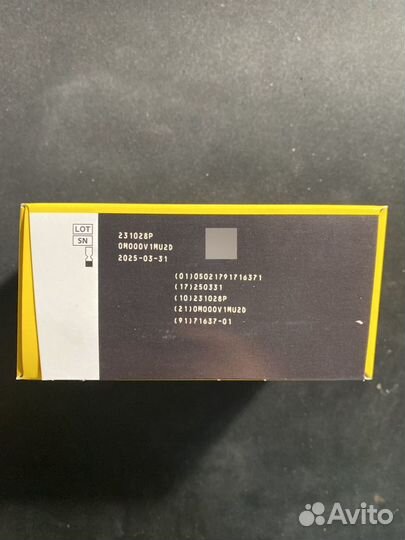 LOT
SN
231028P
0M000V1MU2D
2025-03-31
(01)05021791716371
(17)250331
(10)231028P
(21)0M000V1MU2D
(91)71637-01
Avito